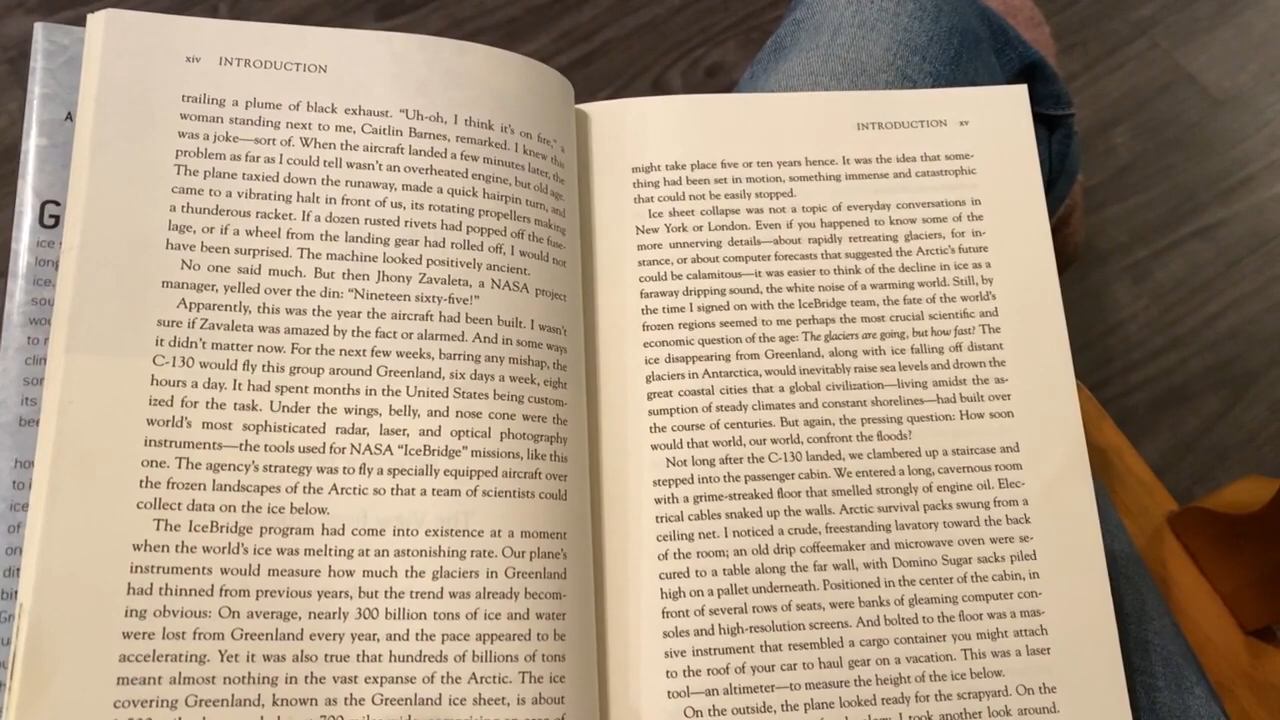 xiv INTRODUCTION
trailing a plume of black exhaust. “Uh-oh, I think it’s on fire,” a
woman standing next to me, Caitlin Barnes, remarked. I knew this
was a joke—sort of. When the aircraft landed a few minutes later, the
problem as far as I could tell wasn’t an overheated engine, but old age.
The plane taxied down the runaway, made a quick hairpin turn, and
came to a vibrating halt in front of us, its rotating propellers making
a thunderous racket. If a dozen rusted rivets had popped off the fuse-
lage, or if a wheel from the landing gear had rolled off, I would not
have been surprised. The machine looked positively ancient.
No one said much. But then Jhony Zavaleta, a NASA project
manager, yelled over the din: “Nineteen sixty-five!”
Apparently, this was the year the aircraft had been built. I wasn’t
sure if Zavaleta was amazed by the fact or alarmed. And in some ways
it didn’t matter now. For the next few weeks, barring any mishap, the
C-130 would fly this group around Greenland, six days a week, eight
hours a day. It had spent months in the United States being custom-
ized for the task. Under the wings, belly, and nose cone were the
world’s most sophisticated radar, laser, and optical photography
instruments—the tools used for NASA “IceBridge” missions, like this
one. The agency’s strategy was to fly a specially equipped aircraft over
the frozen landscapes of the Arctic so that a team of scientists could
collect data on the ice below.
The IceBridge program had come into existence at a moment
when the world’s ice was melting at an astonishing rate. Our plane’s
instruments would measure how much the glaciers in Greenland
had thinned from previous years, but the trend was already becom-
ing obvious: On average, nearly 300 billion tons of ice and water
were lost from Greenland every year, and the pace appeared to be
accelerating. Yet it was also true that hundreds of billions of tons
meant almost nothing in the vast expanse of the Arctic. The ice
covering Greenland, known as the Greenland ice sheet, is about
INTRODUCTION xv
might take place five or ten years hence. It was the idea that some-
thing had been set in motion, something immense and catastrophic
that could not be easily stopped.
Ice sheet collapse was not a topic of everyday conversations in
New York or London. Even if you happened to know some of the
more unnerving details—about rapidly retreating glaciers, for in-
stance, or about computer forecasts that suggested the Arctic’s future
could be calamitous—it was easier to think of the decline in ice as a
faraway dripping sound, the white noise of a warming world. Still, by
the time I signed on with the IceBridge team, the fate of the world’s
frozen regions seemed to me perhaps the most crucial scientific and
economic question of the age: The glaciers are going, but how fast? The
ice disappearing from Greenland, along with ice falling off distant
glaciers in Antarctica, would inevitably raise sea levels and drown the
great coastal cities that a global civilization—living amidst the as-
sumption of steady climates and constant shorelines—had built over
the course of centuries. But again, the pressing question: How soon
would that world, our world, confront the floods?
Not long after the C-130 landed, we clambered up a staircase and
stepped into the passenger cabin. We entered a long, cavernous room
with a grime-streaked floor that smelled strongly of engine oil. Elec-
trical cables snaked up the walls. Arctic survival packs swung from a
ceiling net. I noticed a crude, freestanding lavatory toward the back
of the room; an old drip coffeemaker and microwave oven were se-
cured to a table along the far wall, with Domino Sugar sacks piled
high on a pallet underneath. Positioned in the center of the cabin, in
front of several rows of seats, were banks of gleaming computer con-
soles and high-resolution screens. And bolted to the floor was a mas-
sive instrument that resembled a cargo container you might attach
to the roof of your car to haul gear on a vacation. This was a laser
tool—an altimeter—to measure the height of the ice below.
On the outside, the plane looked ready for the scrapyard. On the
I took another look around.